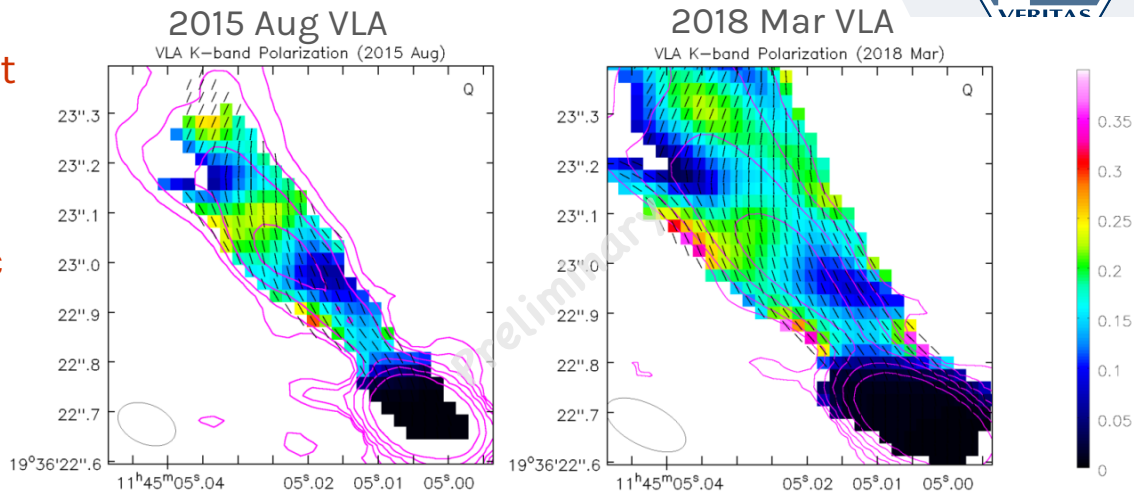 2015 Aug VLA
2018 Mar VLA
VERITAS
VLA K-band Polarization (2015 Aug)
VLA K-band Polarization (2018 Mar)
t
c
Q
23".3
23".2
23".1
23".0
22".9
22".8
22".7
19°36'22".6
11ʰ45ᵐ05ˢ.04
05ˢ.02
05ˢ.01
05ˢ.00
Q
23".3
23".2
23".1
23".0
22".9
22".8
22".7
19°36'22".6
11ʰ45ᵐ05ˢ.04
05ˢ.02
05ˢ.01
05ˢ.00
Preliminary
0.35
0.3
0.25
0.2
0.15
0.1
0.05
0